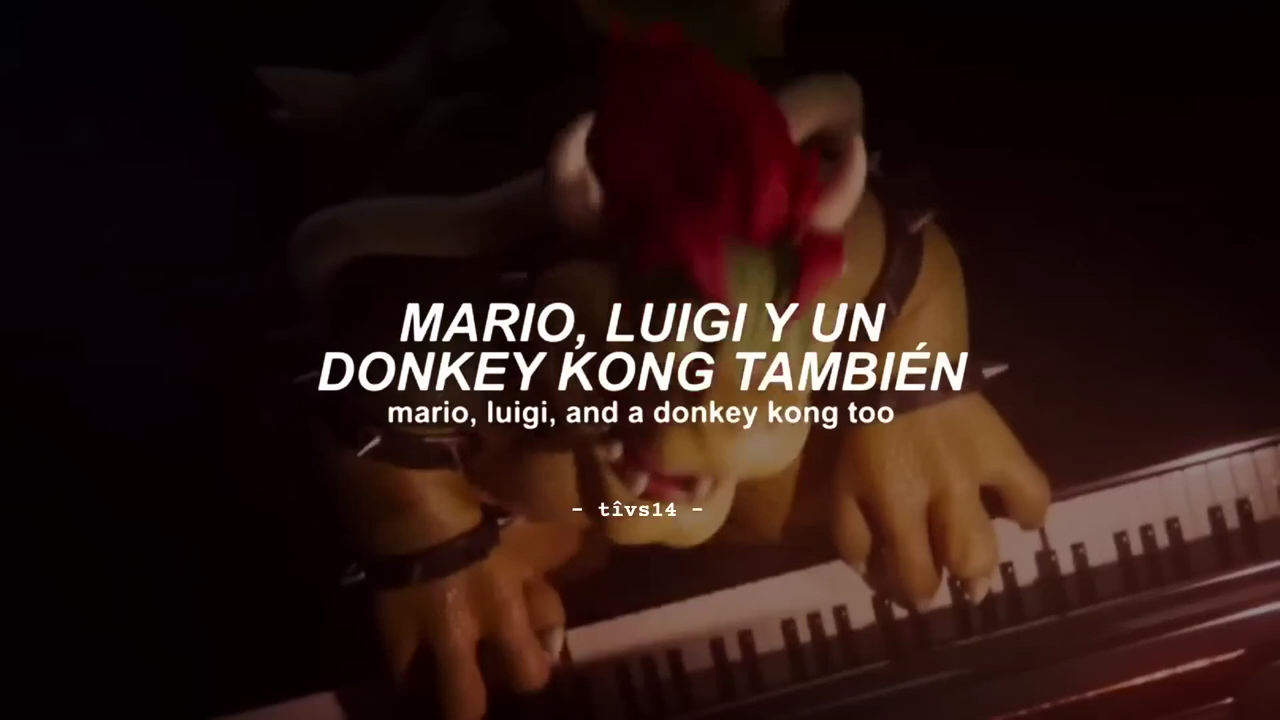 MARIO, LUIGI Y UN
DONKEY KONG TAMBIÉN
mario, luigi, and a donkey kong too
- tîvs14 -